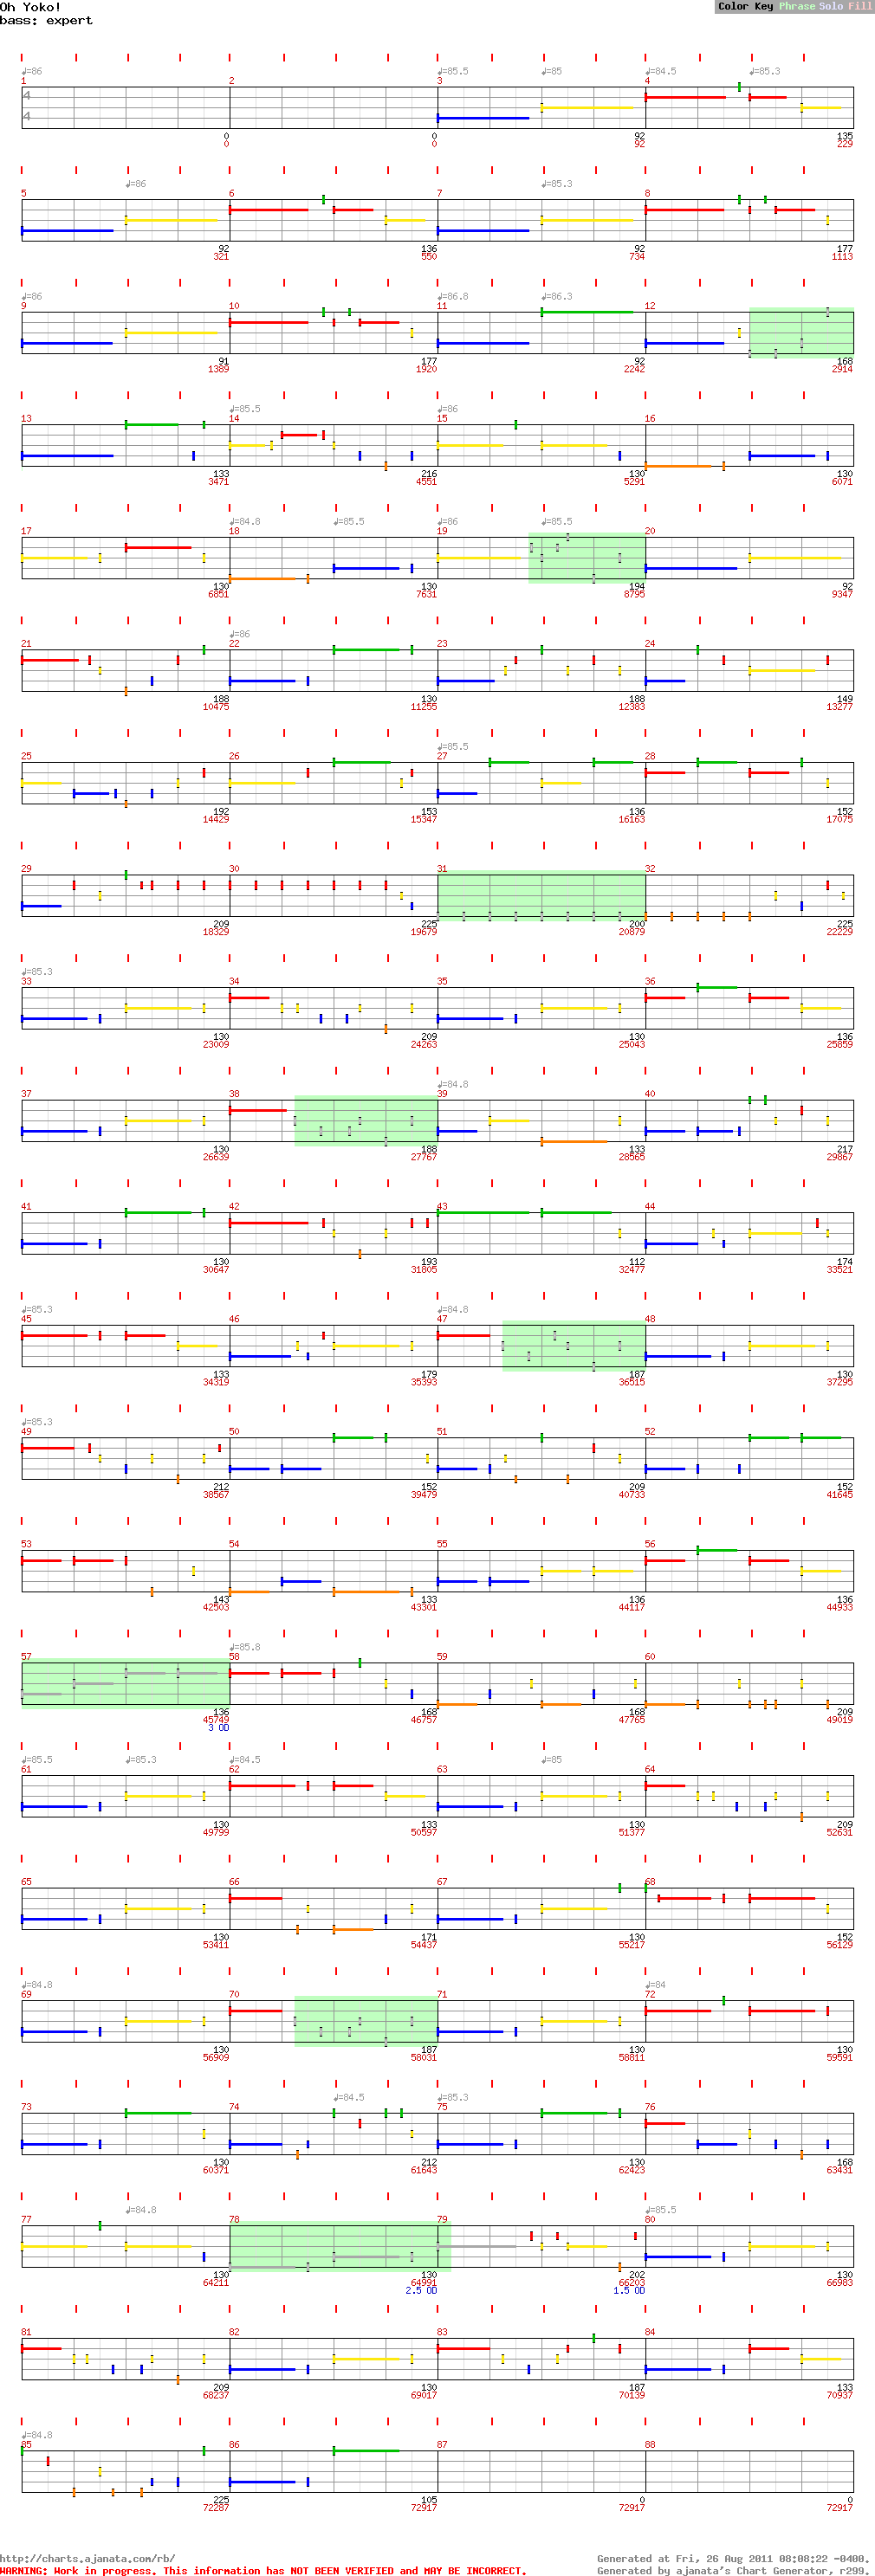 Oh Yoko!
bass: expert
Color Key Phrase Solo Fill
♩=86 ♩=85.5 ♩=85 ♩=84.5 ♩=85.3
1 2 3 4
4
4
0 0 92 135
0 0 92 229
♩=86 ♩=85.3
5 6 7 8
92 136 92 177
321 550 734 1113
♩=86 ♩=86.8 ♩=86.3
9 10 11 12
91 177 92 168
1389 1920 2242 2914
♩=85.5 ♩=86
13 14 15 16
133 216 130 130
3471 4551 5291 6071
♩=84.8 ♩=85.5 ♩=86 ♩=85.5
17 18 19 20
130 130 194 92
6851 7631 8795 9347
♩=86
21 22 23 24
188 130 188 149
10475 11255 12383 13277
♩=85.5
25 26 27 28
192 153 136 152
14429 15347 16163 17075
29 30 31 32
209 225 200 225
18329 19679 20879 22229
♩=85.3
33 34 35 36
130 209 130 136
23009 24263 25043 25859
♩=84.8
37 38 39 40
130 188 133 217
26639 27767 28565 29867
41 42 43 44
130 193 112 174
30647 31805 32477 33521
♩=85.3 ♩=84.8
45 46 47 48
133 179 187 130
34319 35393 36515 37295
♩=85.3
49 50 51 52
212 152 209 152
38567 39479 40733 41645
53 54 55 56
143 133 136 136
42503 43301 44117 44933
♩=85.8
57 58 59 60
136 168 168 209
45749 46757 47765 49019
3 OD
♩=85.5 ♩=85.3 ♩=84.5 ♩=85
61 62 63 64
130 133 130 209
49799 50597 51377 52631
65 66 67 68
130 171 130 152
53411 54437 55217 56129
♩=84.8 ♩=84
69 70 71 72
130 187 130 130
56909 58031 58811 59591
♩=84.5 ♩=85.3
73 74 75 76
130 212 130 168
60371 61643 62423 63431
♩=84.8 ♩=85.5
77 78 79 80
130 130 202 130
64211 64991 66203 66983
2.5 OD 1.5 OD
81 82 83 84
209 130 187 133
68237 69017 70139 70937
♩=84.8
85 86 87 88
225 105 0 0
72287 72917 72917 72917
http://charts.ajanata.com/rb/ Generated at Fri, 26 Aug 2011 08:08:22 -0400.
WARNING: Work in progress. This information has NOT BEEN VERIFIED and MAY BE INCORRECT. Generated by ajanata's Chart Generator, r299.